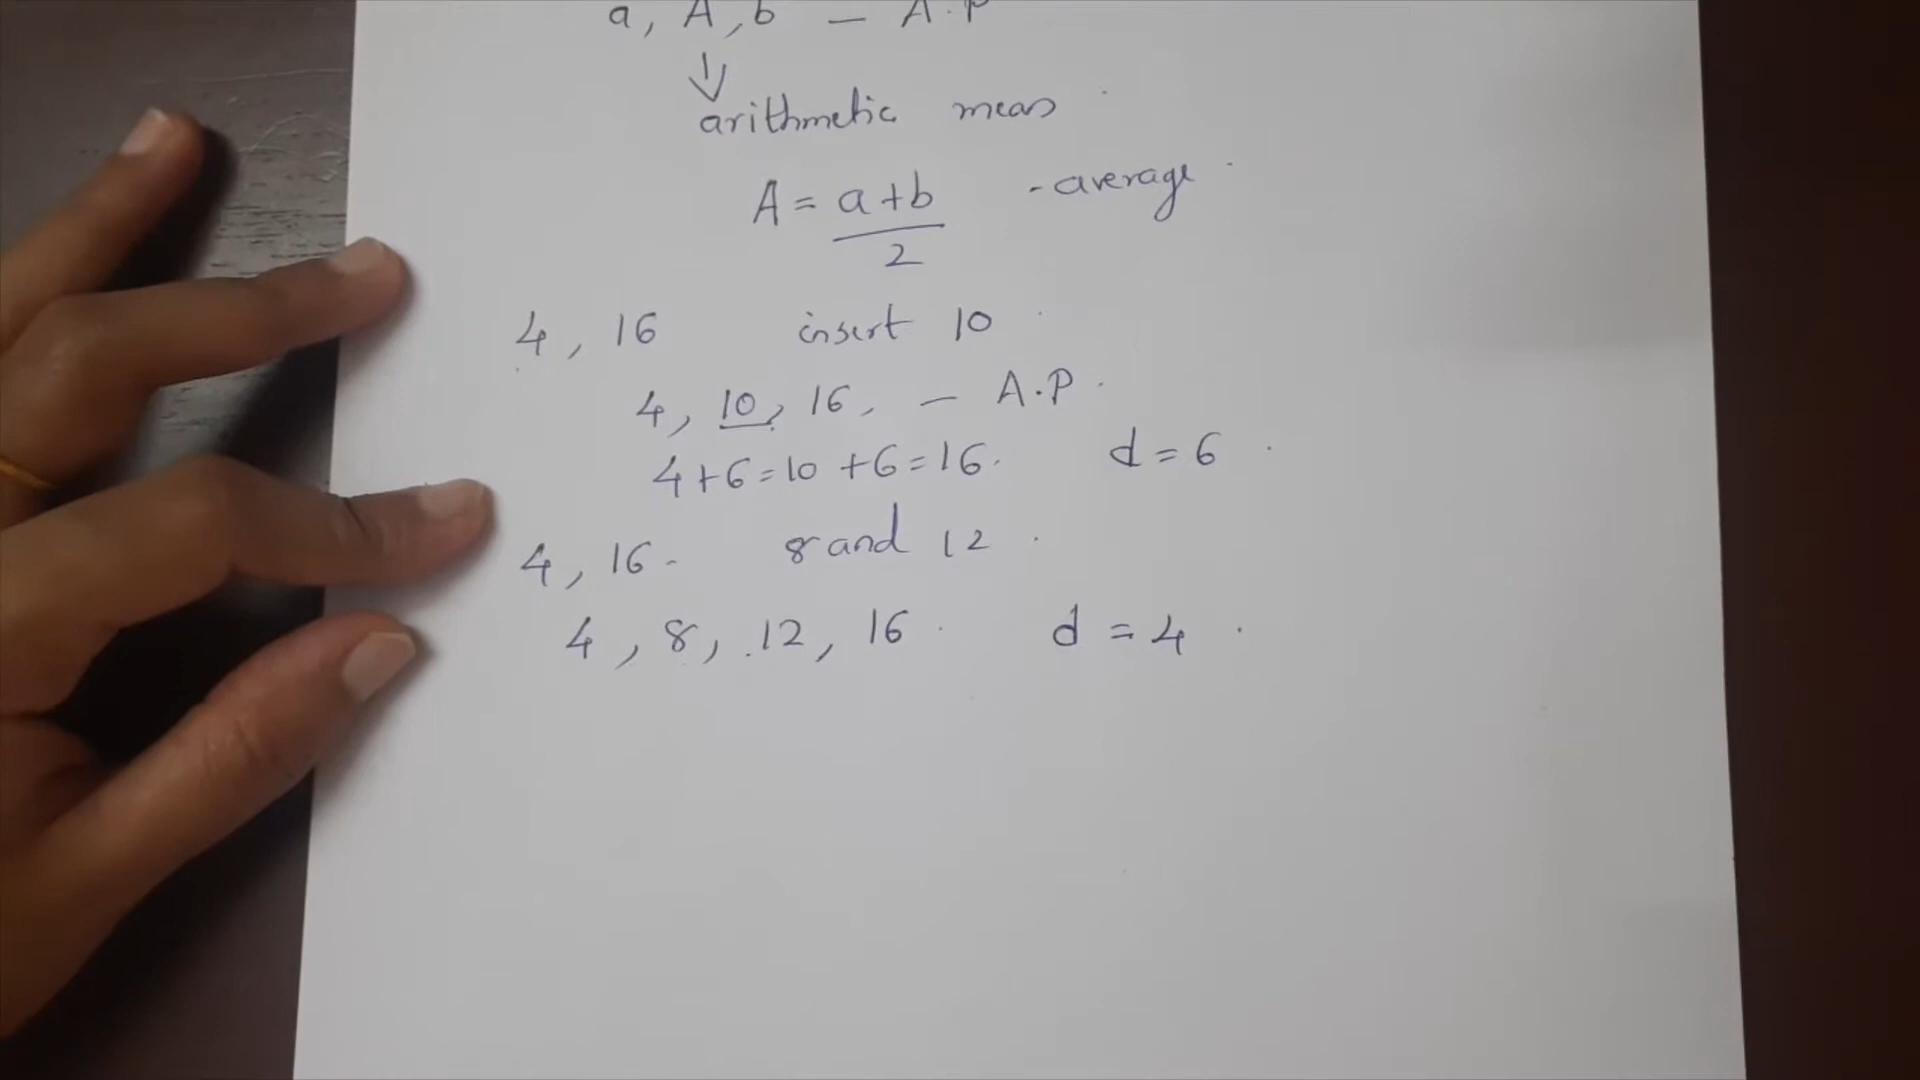 a, A, b - A.P
↓
arithmetic mean
A = a+b - average
2
4, 16 insert 10
4, 10, 16, - A.P.
4+6=10 +6=16. d=6
4, 16- 8 and 12
4, 8, 12, 16 d=4